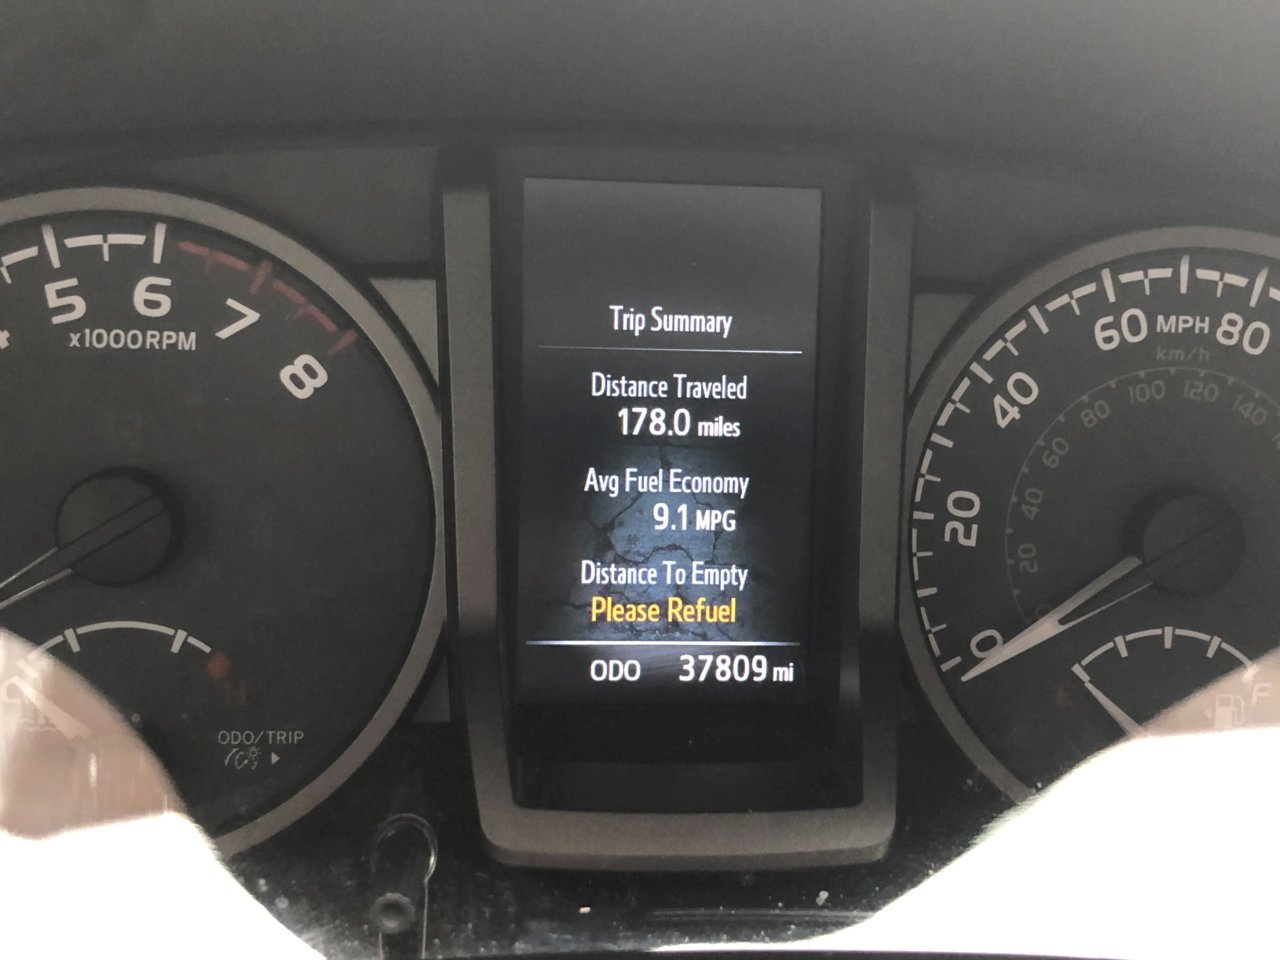 5 6 7 8
x1000RPM
ODO/TRIP
Trip Summary
Distance Traveled
178.0 miles
Avg Fuel Economy
9.1 MPG
Distance To Empty
Please Refuel
ODO 37809 mi
0 20 40 60 MPH 80
km/h
20 40 60 80 100 120 140
E F